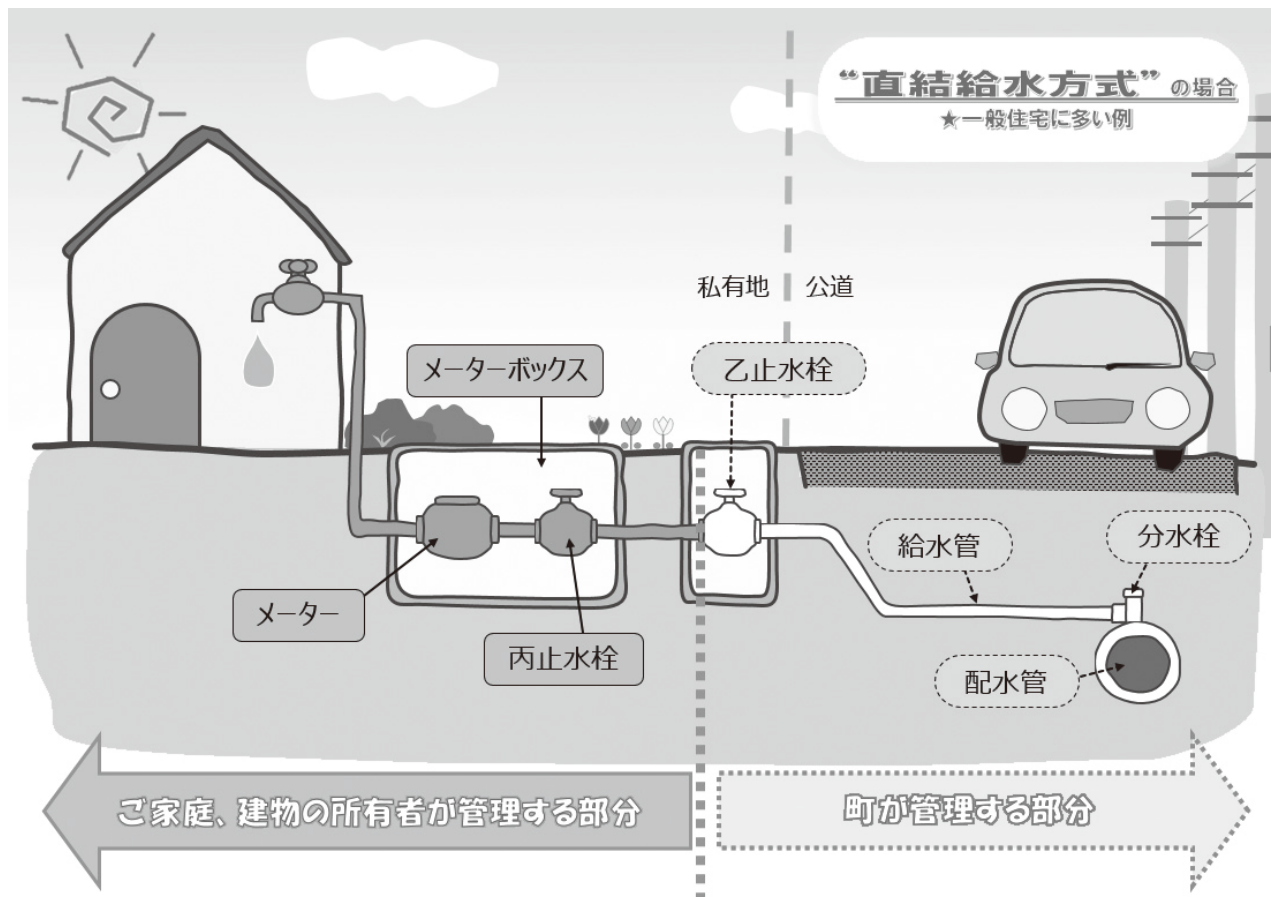 “直結給水方式”の場合
★一般住宅に多い例
私有地
公道
メーターボックス
乙止水栓
給水管
分水栓
メーター
丙止水栓
配水管
ご家庭、建物の所有者が管理する部分
町が管理する部分